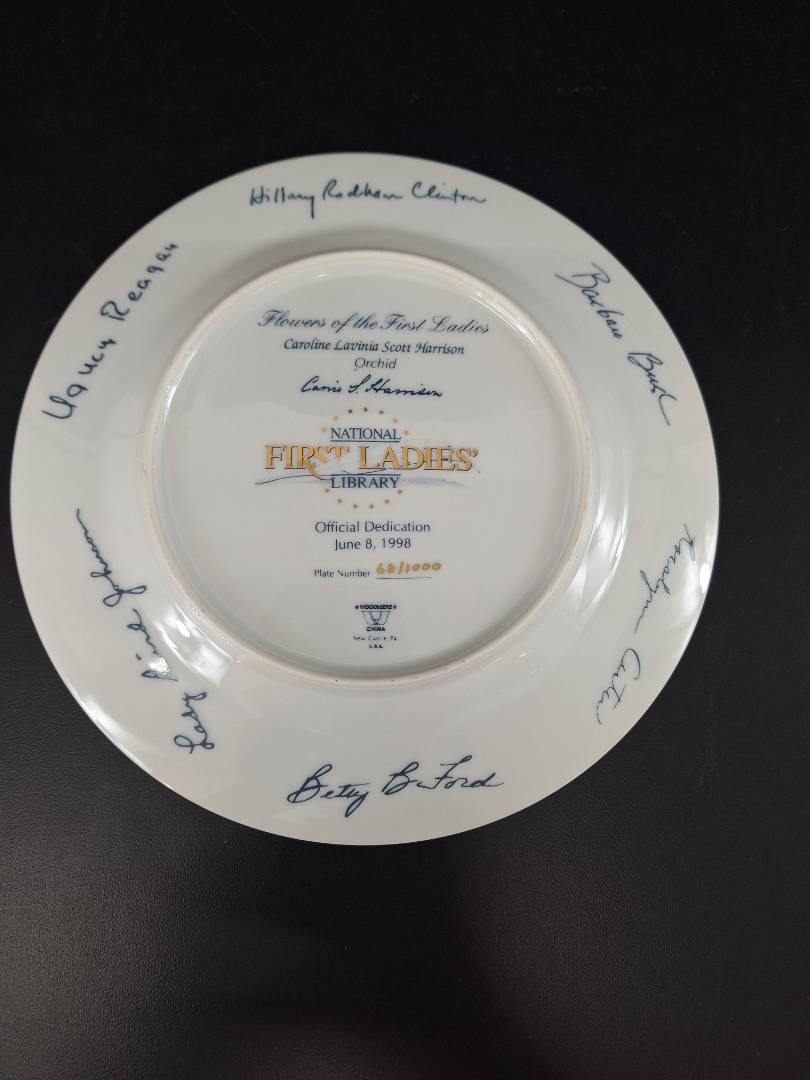 Hillary Rodham Clinton
Barbara Bush
Rosalynn Carter
Betty B. Ford
Lady Bird Johnson
Nancy Reagan
Flowers of the First Ladies
Caroline Lavinia Scott Harrison
Orchid
Carrie S. Harrison
NATIONAL
FIRST LADIES'
LIBRARY
Official Dedication
June 8, 1998
Plate Number 68/1000
WOODMERE
CHINA
New Castle, Pa.
U.S.A.